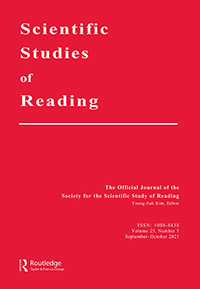 Scientific
Studies
of
Reading
The Official Journal of the
Society for the Scientific Study of Reading
Young-Suk Kim, Editor
ISSN: 1088-8438
Volume 25, Number 5
September–October 2021
Routledge
Taylor & Francis Group